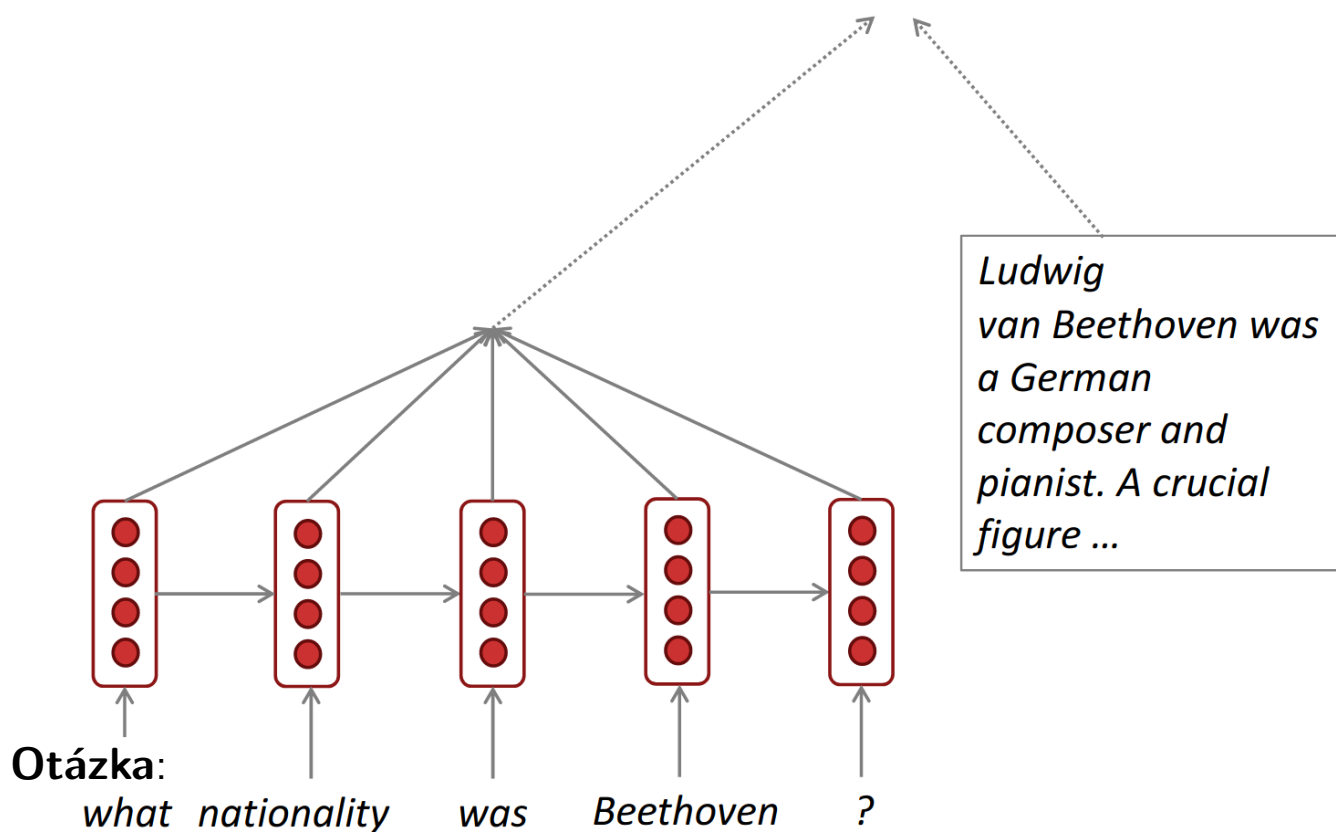 Ludwig
van Beethoven was
a German
composer and
pianist. A crucial
figure ...
Otázka:
what nationality was Beethoven ?